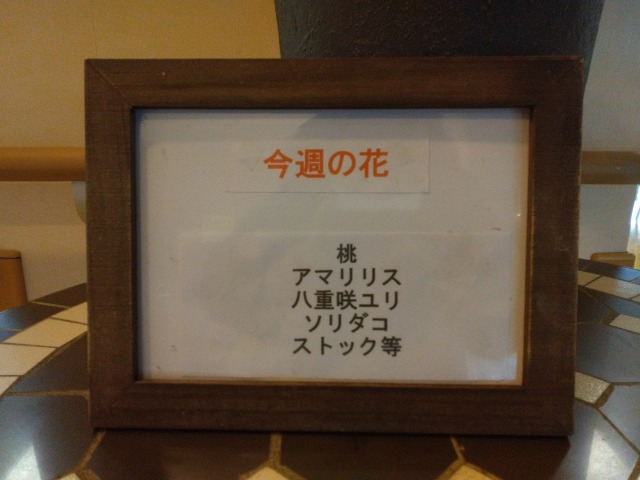 今週の花
桃
アマリリス
八重咲ユリ
ソリダコ
ストック等